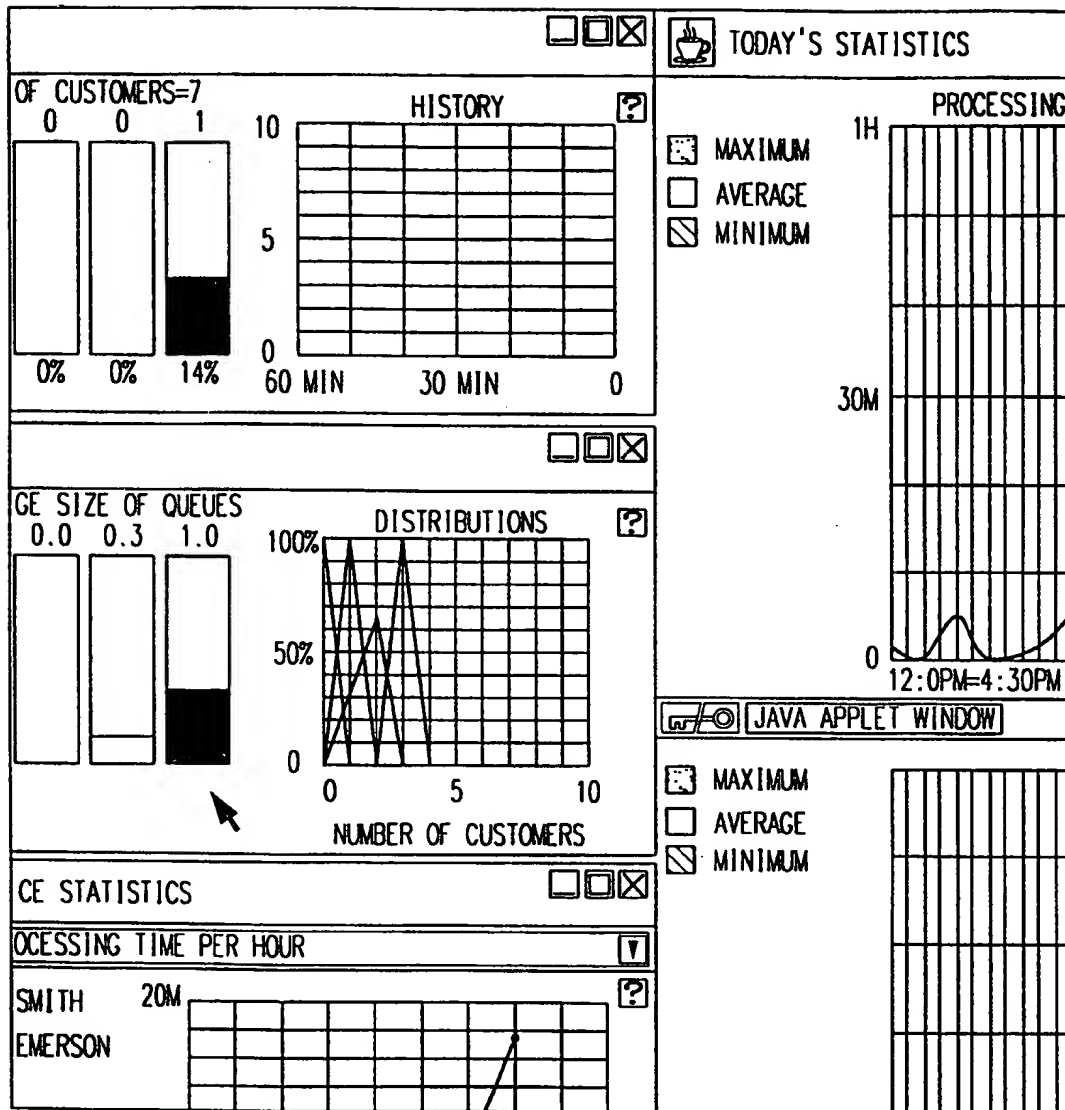 OF CUSTOMERS=7
0 0 1
0% 0% 14%
HISTORY
?
10
5
0
60 MIN 30 MIN 0
GE SIZE OF QUEUES
0.0 0.3 1.0
DISTRIBUTIONS
?
100%
50%
0
0 5 10
NUMBER OF CUSTOMERS
CE STATISTICS
OCESSING TIME PER HOUR
SMITH
EMERSON
20M
?
TODAY'S STATISTICS
PROCESSING
MAXIMUM
AVERAGE
MINIMUM
1H
30M
0
12:0PM=4:30PM
JAVA APPLET WINDOW
MAXIMUM
AVERAGE
MINIMUM